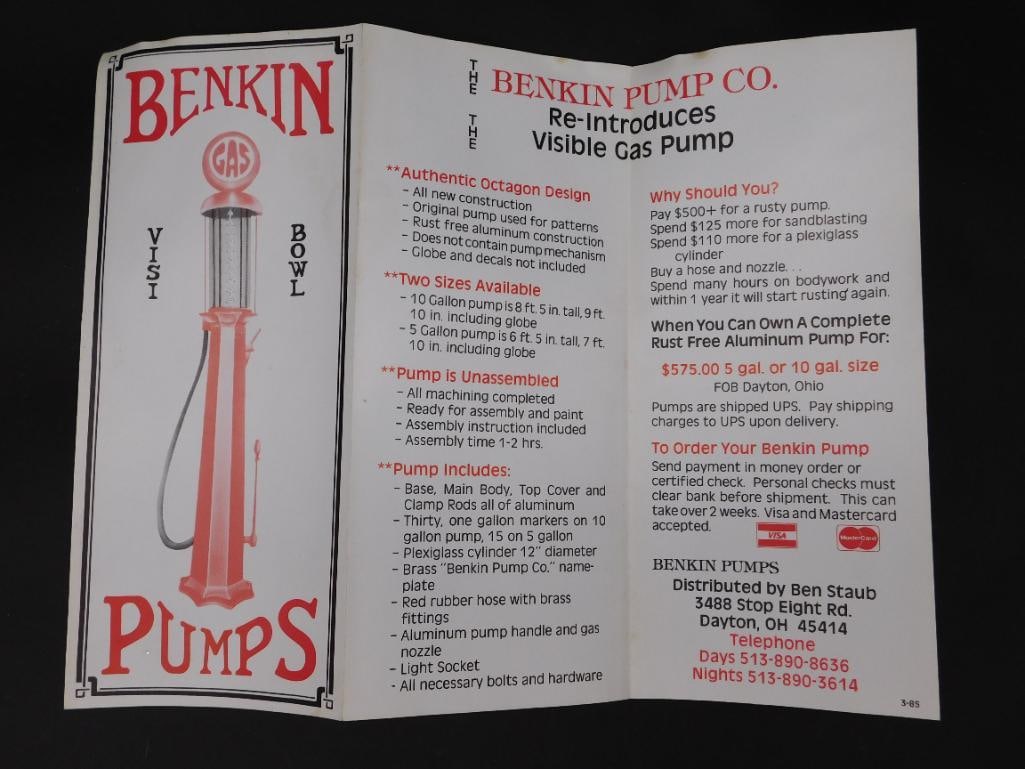 BENKIN
GAS
VISI
BOWL
PUMPS
THE
BENKIN PUMP CO.
THE
Re-Introduces
Visible Gas Pump
**Authentic Octagon Design
- All new construction
- Original pump used for patterns
- Rust free aluminum construction
- Does not contain pump mechanism
- Globe and decals not included
**Two Sizes Available
- 10 Gallon pump is 8 ft. 5 in. tall, 9 ft.
10 in. including globe
- 5 Gallon pump is 6 ft. 5 in. tall, 7 ft.
10 in. including globe
**Pump is Unassembled
- All machining completed
- Ready for assembly and paint
- Assembly instruction included
- Assembly time 1-2 hrs.
**Pump Includes:
- Base, Main Body, Top Cover and
Clamp Rods all of aluminum
- Thirty, one gallon markers on 10
gallon pump, 15 on 5 gallon
- Plexiglass cylinder 12" diameter
- Brass "Benkin Pump Co." name-
plate
- Red rubber hose with brass
fittings
- Aluminum pump handle and gas
nozzle
- Light Socket
- All necessary bolts and hardware
Why Should You?
Pay $500+ for a rusty pump.
Spend $125 more for sandblasting
Spend $110 more for a plexiglass
cylinder
Buy a hose and nozzle. . .
Spend many hours on bodywork and
within 1 year it will start rusting again.
When You Can Own A Complete
Rust Free Aluminum Pump For:
$575.00 5 gal. or 10 gal. size
FOB Dayton, Ohio
Pumps are shipped UPS. Pay shipping
charges to UPS upon delivery.
To Order Your Benkin Pump
Send payment in money order or
certified check. Personal checks must
clear bank before shipment. This can
take over 2 weeks. Visa and Mastercard
accepted.
VISA
MasterCard
BENKIN PUMPS
Distributed by Ben Staub
3488 Stop Eight Rd.
Dayton, OH 45414
Telephone
Days 513-890-8636
Nights 513-890-3614
3-85